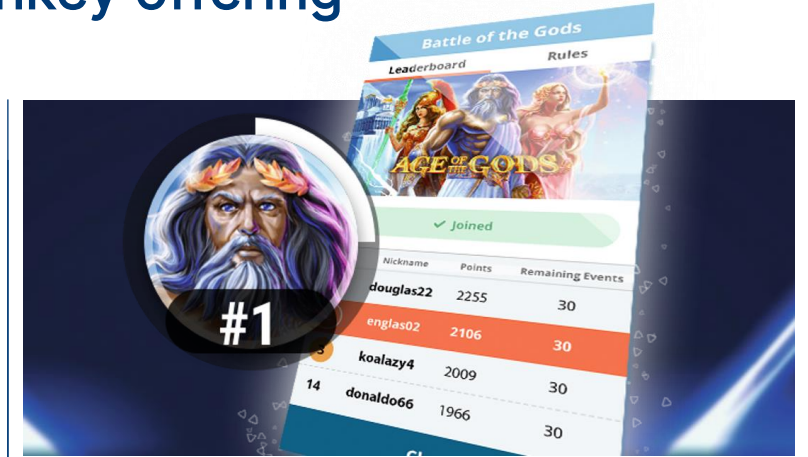 offering
Battle of the Gods
Leaderboard Rules
AGE OF THE GODS
✓ Joined
Nickname Points Remaining Events
douglas22 2255 30
englas02 2106 30
#1
koalazy4 2009 30
14 donaldo66 1966 30